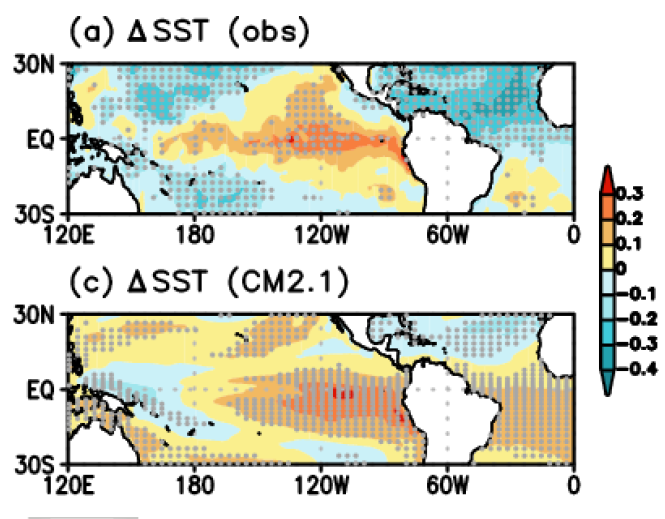 (a) ΔSST (obs)
30N
EQ
30S
120E 180 120W 60W 0
(c) ΔSST (CM2.1)
30N
EQ
30S
120E 180 120W 60W 0
0.3
0.2
0.1
0
-0.1
-0.2
-0.3
-0.4